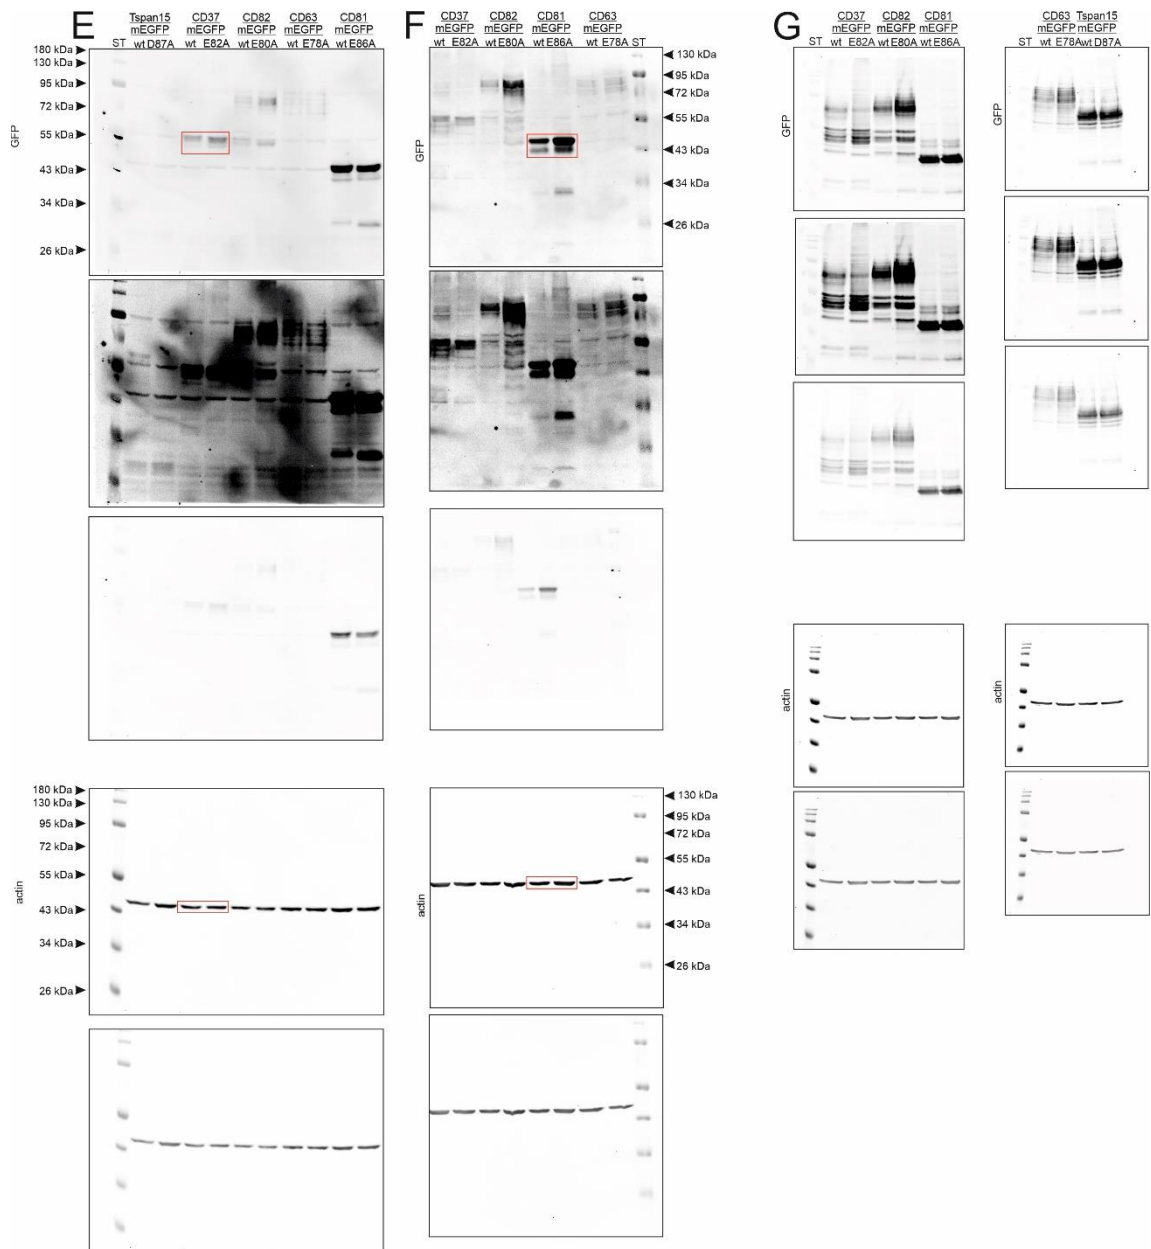 E
Tspan15 CD37 CD82 CD63 CD81
mEGFP mEGFP mEGFP mEGFP mEGFP
ST wt D87A wt E82A wt E80A wt E78A wt E86A
180 kDa
130 kDa
95 kDa
72 kDa
55 kDa
43 kDa
34 kDa
26 kDa
GFP
180 kDa
130 kDa
95 kDa
72 kDa
55 kDa
43 kDa
34 kDa
26 kDa
actin
F
CD37 CD82 CD81 CD63
mEGFP mEGFP mEGFP mEGFP
wt E82A wt E80A wt E86A wt E78A ST
130 kDa
95 kDa
72 kDa
55 kDa
43 kDa
34 kDa
26 kDa
GFP
130 kDa
95 kDa
72 kDa
55 kDa
43 kDa
34 kDa
26 kDa
actin
G
CD37 CD82 CD81
mEGFP mEGFP mEGFP
ST wt E82A wt E80A wt E86A
GFP
actin
CD63 Tspan15
mEGFP mEGFP
ST wt E78A wt D87A
GFP
actin